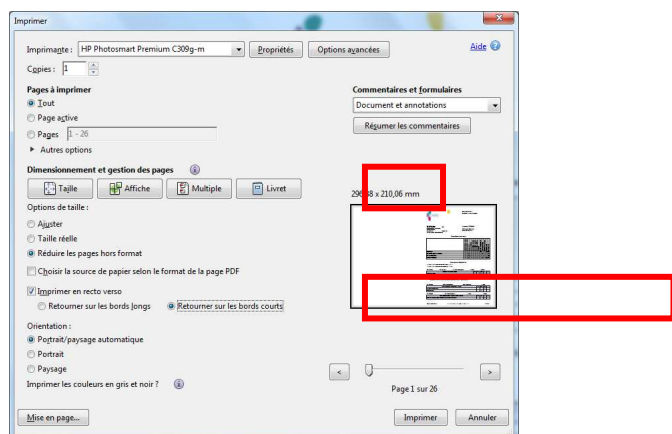 Imprimer
Imprimante : HP Photosmart Premium C309g-m Propriétés Options avancées Aide
Copies : 1
Pages à imprimer
Tout
Page active
Pages 1 - 26
Autres options
Commentaires et formulaires
Document et annotations
Résumer les commentaires
Dimensionnement et gestion des pages
Taille Affiche Multiple Livret
Options de taille :
Ajuster
Taille réelle
Réduire les pages hors format
Choisir la source de papier selon le format de la page PDF
Imprimer en recto verso
Retourner sur les bords longs Retourner sur les bords courts
Orientation :
Portrait/paysage automatique
Portrait
Paysage
Imprimer les couleurs en gris et noir ?
x 210,06 mm
< >
Page 1 sur 26
Mise en page... Imprimer Annuler